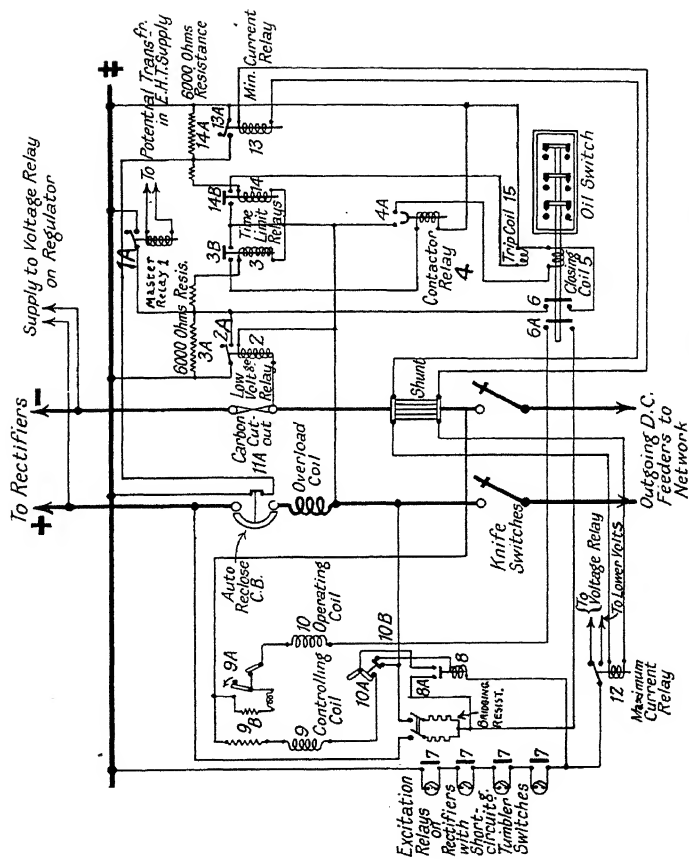 Supply to Voltage Relay
on Regulator
To Potential Transfr.
in E.H.T. Supply
To Rectifiers
+
−
‡
1A
Master
Relay 1
6000 Ohms
Resistance
14A
13A
Min. Current
Relay
13
14B
14
Time
Limit
Relays
3B
3
6000 Ohms Resis.
3A
2A
2
Low
Voltage
Relay
Carbon
Cut-
out
11A
Overload
Coil
Auto
Reclose
C.B.
4A
Contactor
Relay
4
Trip Coil 15
Oil Switch
Closing
Coil 5
6
6A
Shunt
Knife
Switches
Outgoing D.C.
Feeders to
Network
9A
9B
10
Operating
Coil
9
Controlling
Coil
10B
10A
8A
8
Bridging
Resist.
To
Voltage Relay
To Lower Volts
12
Maximum
Current
Relay
7
7
7
7
Excitation
Relays
on
Rectifiers
with
Short-
circuitg.
Tumbler
Switches